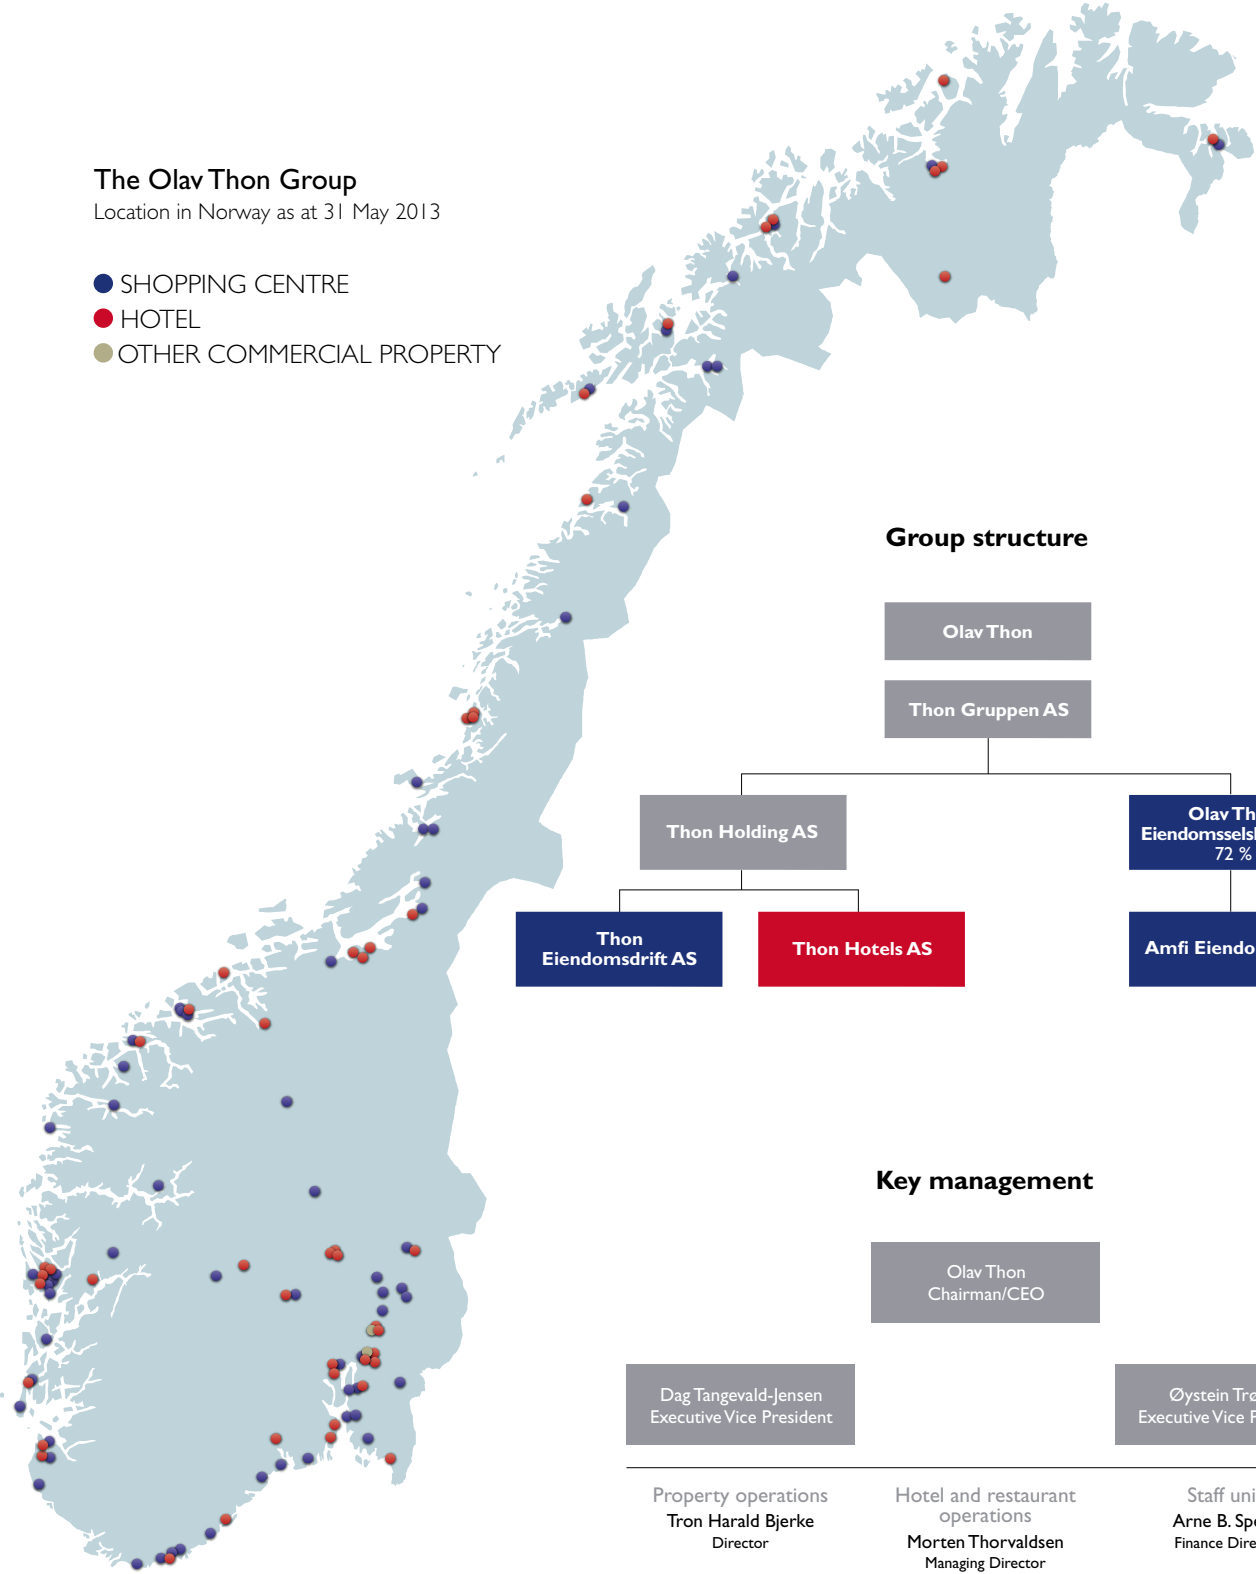 The Olav Thon Group
Location in Norway as at 31 May 2013
SHOPPING CENTRE
HOTEL
OTHER COMMERCIAL PROPERTY
Group structure
Olav Thon
Thon Gruppen AS
Thon Holding AS
Olav Th
Eiendomssels
72 %
Thon
Eiendomsdrift AS
Thon Hotels AS
Amfi Eiendo
Key management
Olav Thon
Chairman/CEO
Dag Tangevald-Jensen
Executive Vice President
Øystein Trø
Executive Vice P
Property operations
Tron Harald Bjerke
Director
Hotel and restaurant
operations
Morten Thorvaldsen
Managing Director
Staff uni
Arne B. Spe
Finance Dire